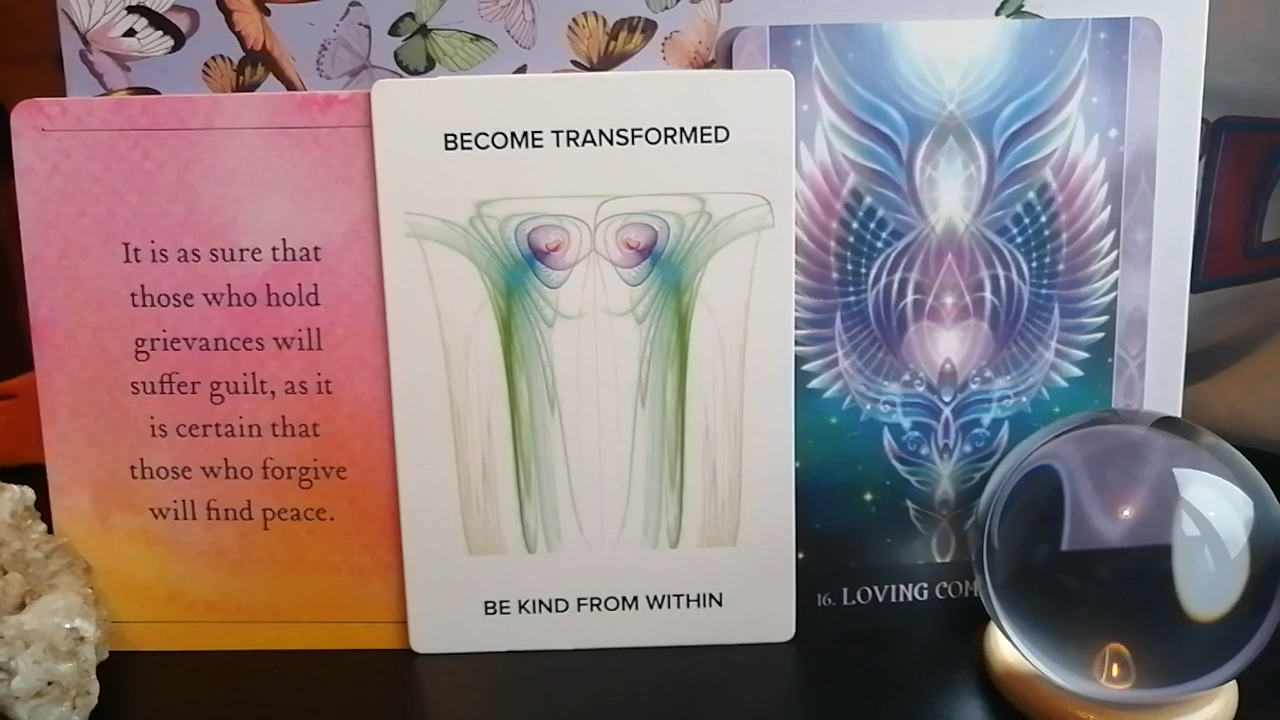 It is as sure that
those who hold
grievances will
suffer guilt, as it
is certain that
those who forgive
will find peace.
BECOME TRANSFORMED
BE KIND FROM WITHIN
16. LOVING